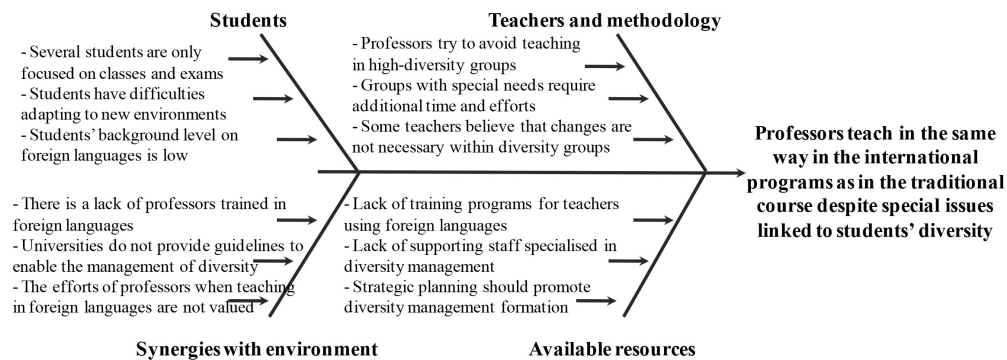 Students
- Several students are only
focused on classes and exams
- Students have difficulties
adapting to new environments
- Students' background level on
foreign languages is low
Teachers and methodology
- Professors try to avoid teaching
in high-diversity groups
- Groups with special needs require
additional time and efforts
- Some teachers believe that changes are
not necessary within diversity groups
Professors teach in the same
way in the international
programs as in the traditional
course despite special issues
linked to students' diversity
- There is a lack of professors trained in
foreign languages
- Universities do not provide guidelines to
enable the management of diversity
- The efforts of professors when teaching
in foreign languages are not valued
Synergies with environment
- Lack of training programs for teachers
using foreign languages
- Lack of supporting staff specialised in
diversity management
- Strategic planning should promote
diversity management formation
Available resources